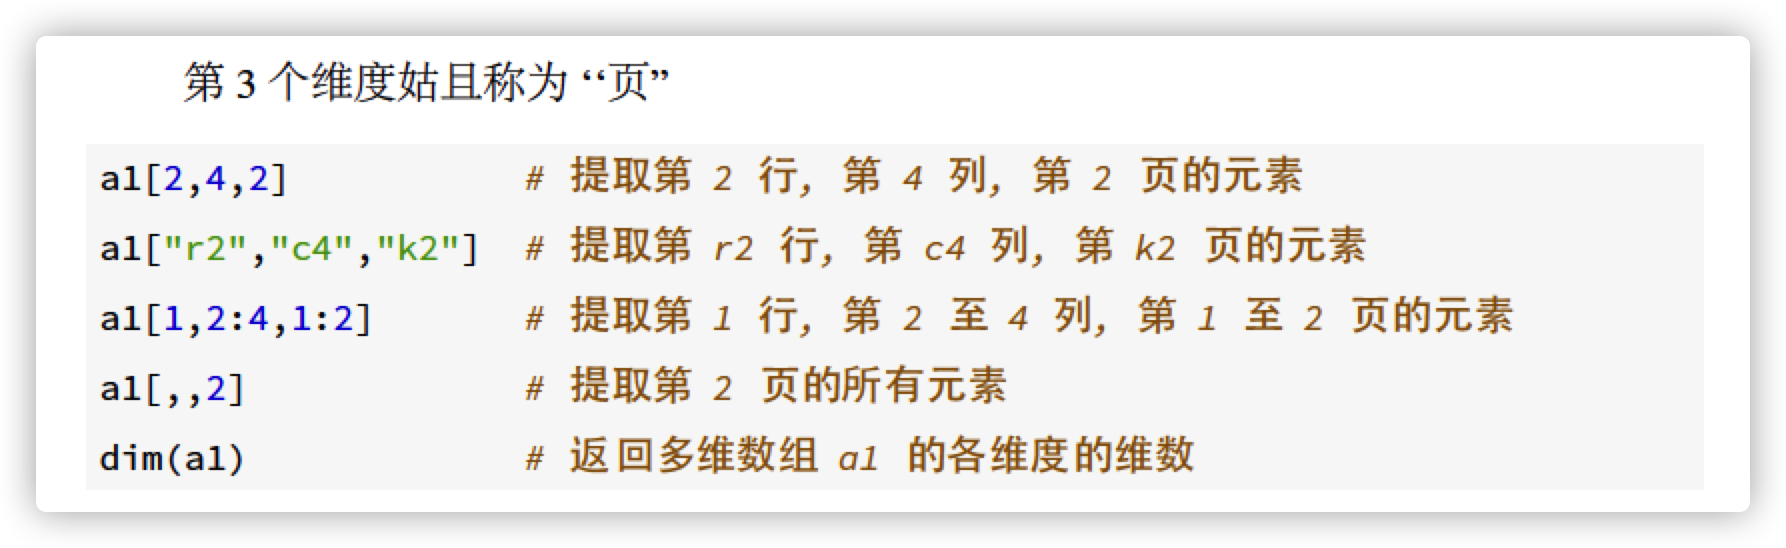 第 3 个维度姑且称为 “页”
a1[2,4,2] # 提取第 2 行, 第 4 列, 第 2 页的元素
a1["r2","c4","k2"] # 提取第 r2 行, 第 c4 列, 第 k2 页的元素
a1[1,2:4,1:2] # 提取第 1 行, 第 2 至 4 列, 第 1 至 2 页的元素
a1[,,2] # 提取第 2 页的所有元素
dim(a1) # 返回多维数组 a1 的各维度的维数